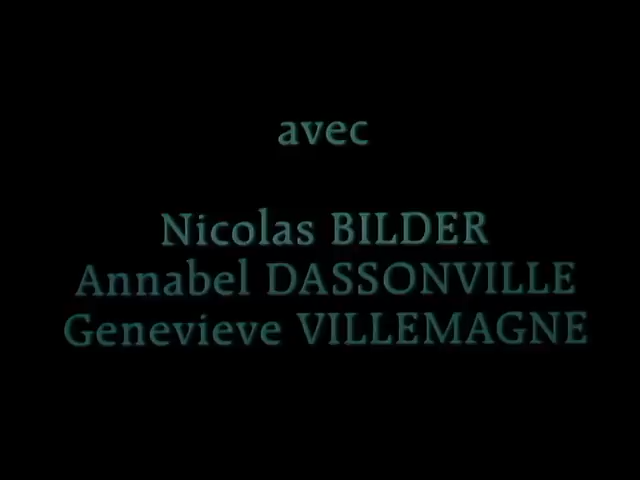 avec
Nicolas BILDER
Annabel DASSONVILLE
Genevieve VILLEMAGNE